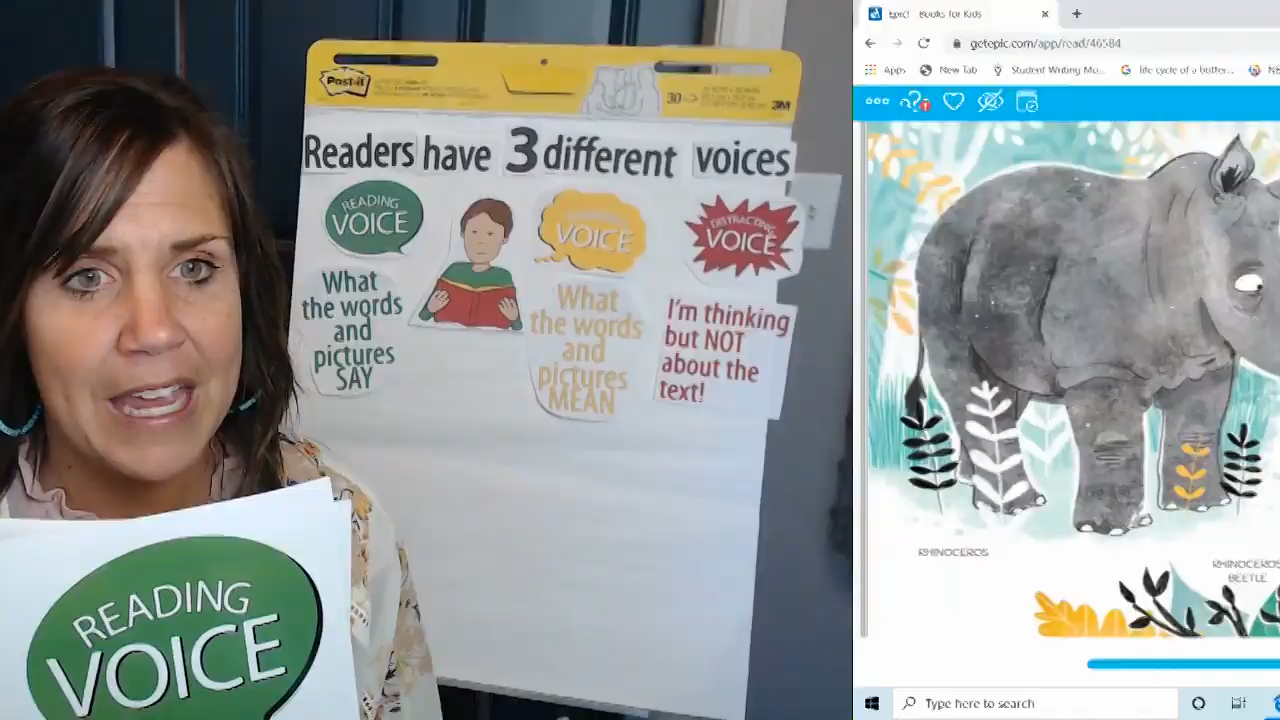 Post-it
30
3M
Readers have 3 different voices
READING
VOICE
What
the words
and
pictures
SAY
VOICE
What
the words
and
pictures
MEAN
DISTRACTING
VOICE
I'm thinking
but NOT
about the
text!
READING
VOICE
Epic! Books for Kids
getepic.com/app/read/46584
Apps
New Tab
Student Writing Mo...
life cycle of a butter...
RHINOCEROS
RHINOCEROS
BEETLE
Type here to search